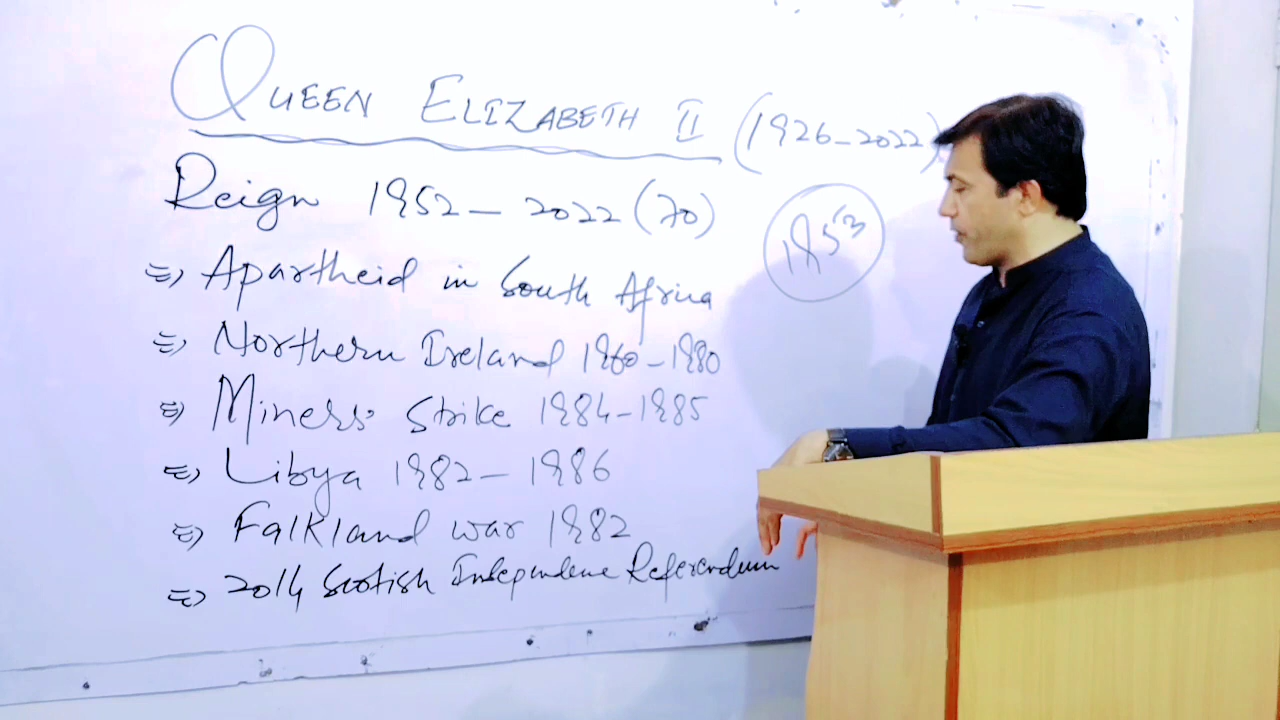 QUEEN ELIZABETH II (1926-2022)
Reign 1952 - 2022 (70)
1953
=> Apartheid in South Africa
=> Northern Ireland 1960-1980
=> Miners' Strike 1984-1985
=> Libya 1982 - 1986
=> Falkland war 1982
=> 2014 Scotish Independene Referendum